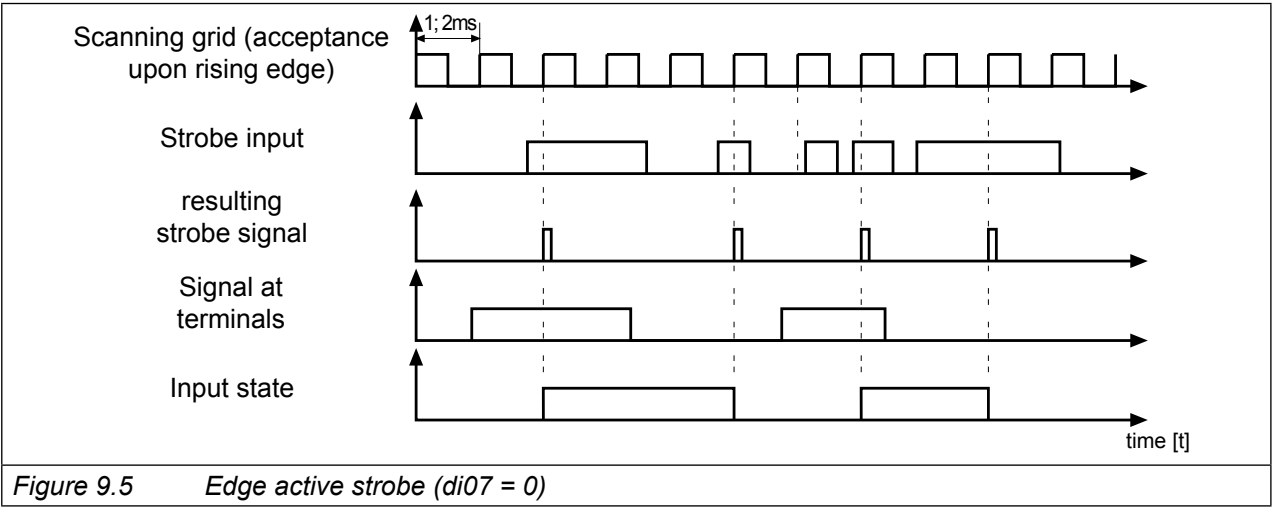 1; 2ms
Scanning grid (acceptance
upon rising edge)
Strobe input
resulting
strobe signal
Signal at
terminals
Input state
time [t]
Figure 9.5 Edge active strobe (di07 = 0)